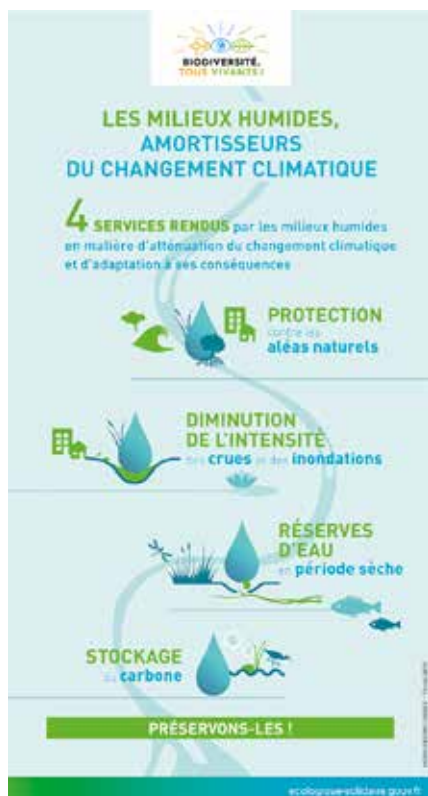 BIODIVERSITÉ.
TOUS VIVANTS !
LES MILIEUX HUMIDES,
AMORTISSEURS
DU CHANGEMENT CLIMATIQUE
4 SERVICES RENDUS par les milieux humides
en matière d'atténuation du changement climatique
et d'adaptation à ses conséquences
PROTECTION
contre les
aléas naturels
DIMINUTION
DE L'INTENSITÉ
des crues et des inondations
RÉSERVES
D'EAU
en période sèche
STOCKAGE
du carbone
PRÉSERVONS-LES !
ecologique-solidaire.gouv.fr